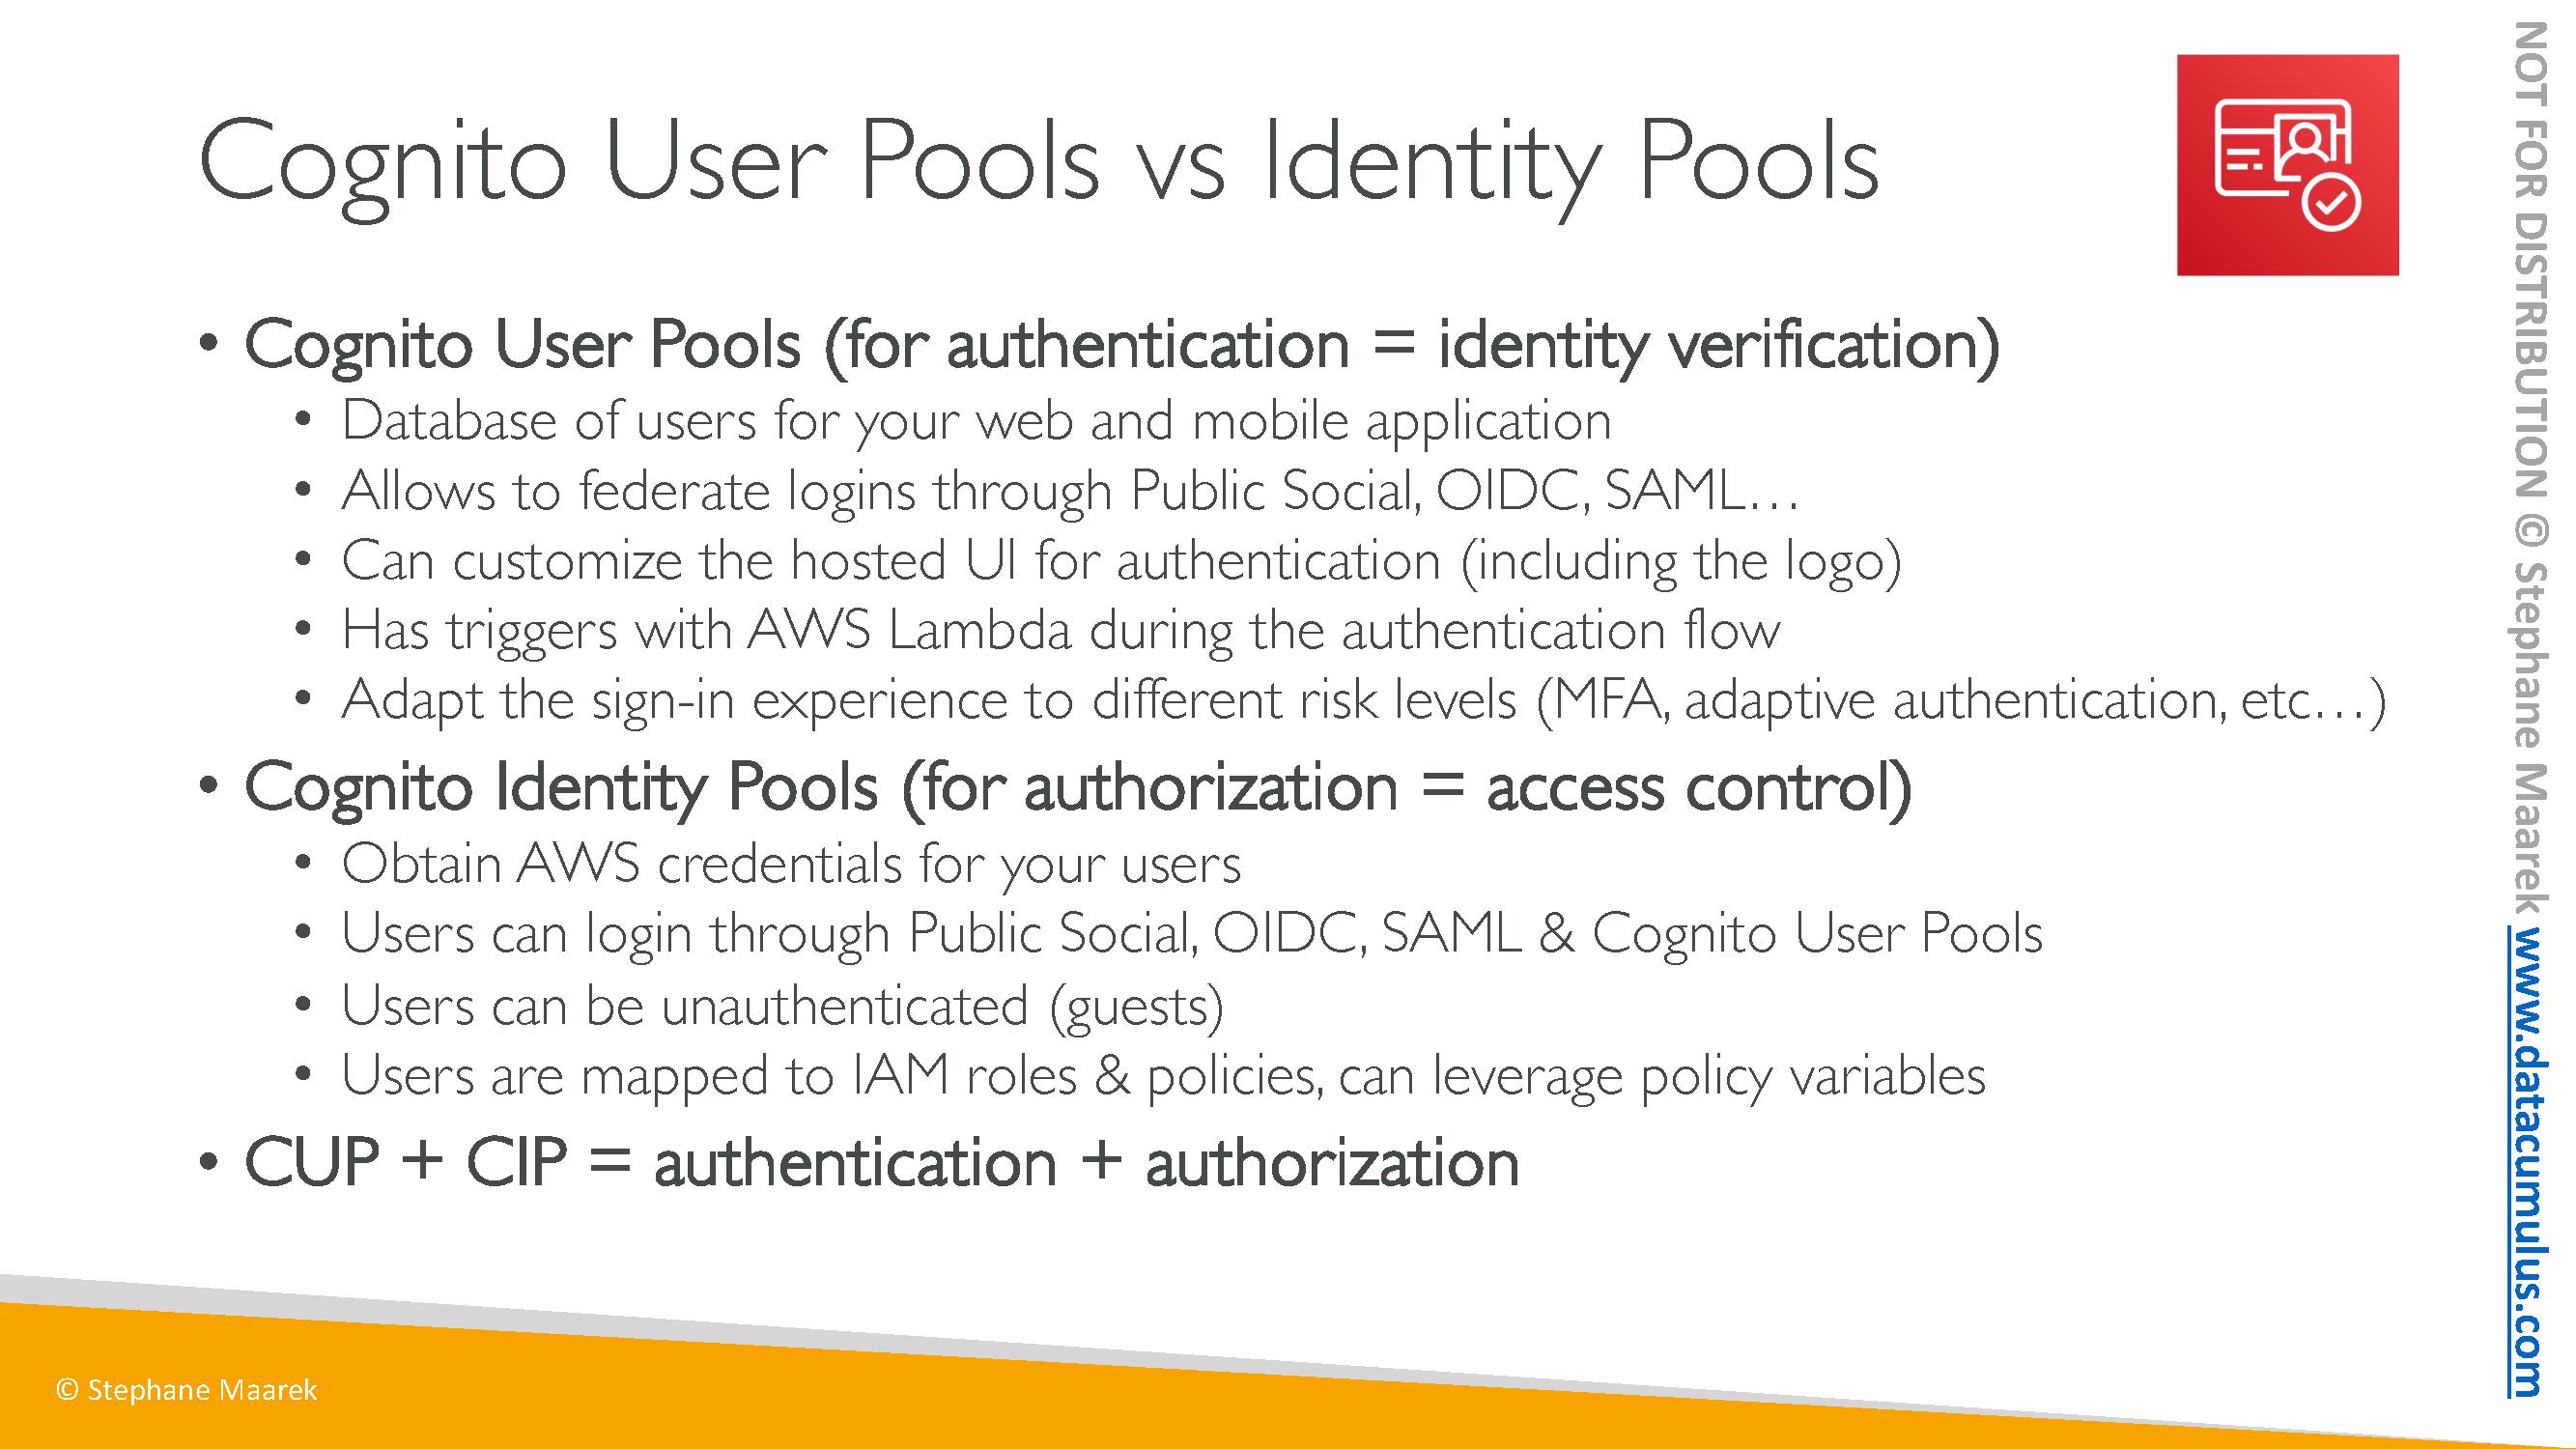 Cognito User Pools vs Identity Pools
• Cognito User Pools (for authentication = identity verification)
• Database of users for your web and mobile application
• Allows to federate logins through Public Social, OIDC, SAML…
• Can customize the hosted UI for authentication (including the logo)
• Has triggers with AWS Lambda during the authentication flow
• Adapt the sign-in experience to different risk levels (MFA, adaptive authentication, etc…)
• Cognito Identity Pools (for authorization = access control)
• Obtain AWS credentials for your users
• Users can login through Public Social, OIDC, SAML & Cognito User Pools
• Users can be unauthenticated (guests)
• Users are mapped to IAM roles & policies, can leverage policy variables
• CUP + CIP = authentication + authorization
© Stephane Maarek
NOT FOR DISTRIBUTION © Stephane Maarek www.datacumulus.com